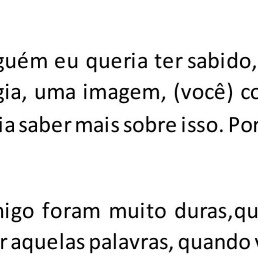 guém eu queria ter sabido,
gia, uma imagem, (você) co
ia saber mais sobre isso. Por
migo foram muito duras,qu
r aquelas palavras, quando v